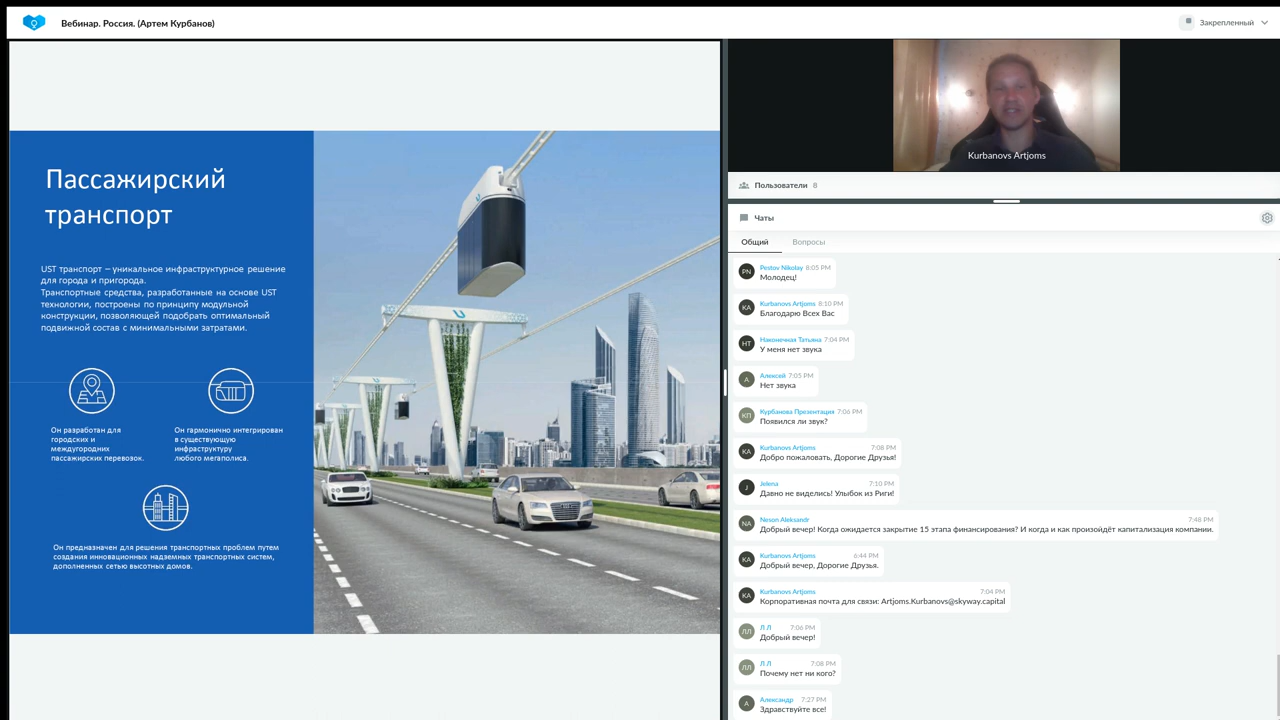 Вебинар. Россия. (Артем Курбанов)
Закрепленный
Пассажирский
транспорт
UST транспорт – уникальное инфраструктурное решение
для города и пригорода.
Транспортные средства, разработанные на основе UST
технологии, построены по принципу модульной
конструкции, позволяющей подобрать оптимальный
подвижной состав с минимальными затратами.
Он разработан для
городских и
междугородних
пассажирских перевозок.
Он гармонично интегрирован
в существующую
инфраструктуру
любого мегаполиса.
Он предназначен для решения транспортных проблем путем
создания инновационных надземных транспортных систем,
дополненных сетью высотных домов.
Kurbanovs Artjoms
Пользователи 8
Чаты
Общий Вопросы
PN Pestov Nikolay 8:05 PM
Молодец!
KA Kurbanovs Artjoms 8:10 PM
Благодарю Всех Вас
НТ Наконечная Татьяна 7:04 PM
У меня нет звука
А Алексей 7:05 PM
Нет звука
КП Курбанова Презентация 7:06 PM
Появился ли звук?
KA Kurbanovs Artjoms 7:08 PM
Добро пожаловать, Дорогие Друзья!
J Jelena 7:10 PM
Давно не виделись! Улыбок из Риги!
NA Neson Aleksandr 7:48 PM
Добрый вечер! Когда ожидается закрытие 15 этапа финансирования? И когда и как произойдёт капитализация компании.
KA Kurbanovs Artjoms 6:44 PM
Добрый вечер, Дорогие Друзья.
KA Kurbanovs Artjoms 7:04 PM
Корпоративная почта для связи: Artjoms.Kurbanovs@skyway.capital
ЛЛ Л Л 7:06 PM
Добрый вечер!
ЛЛ Л Л 7:08 PM
Почему нет ни кого?
А Александр 7:27 PM
Здравствуйте все!